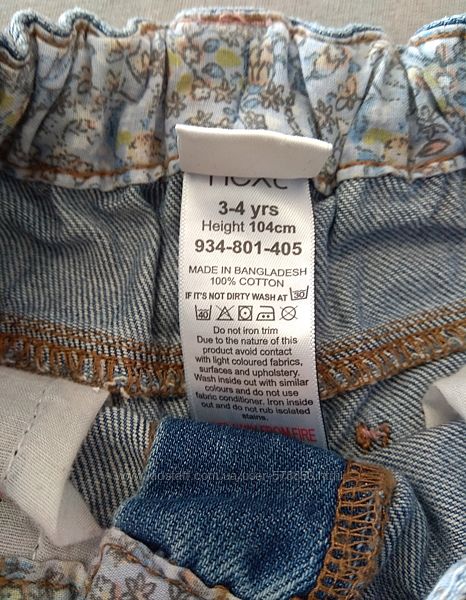 next
3-4 yrs
Height 104cm
934-801-405
MADE IN BANGLADESH
100% COTTON
IF IT'S NOT DIRTY WASH AT 30
40
Do not iron trim
Due to the nature of this
product avoid contact
with light coloured fabrics,
surfaces and upholstery.
Wash inside out with similar
colours and do not use
fabric conditioner. Iron inside
out and do not rub isolated
stains.
FROM FIRE